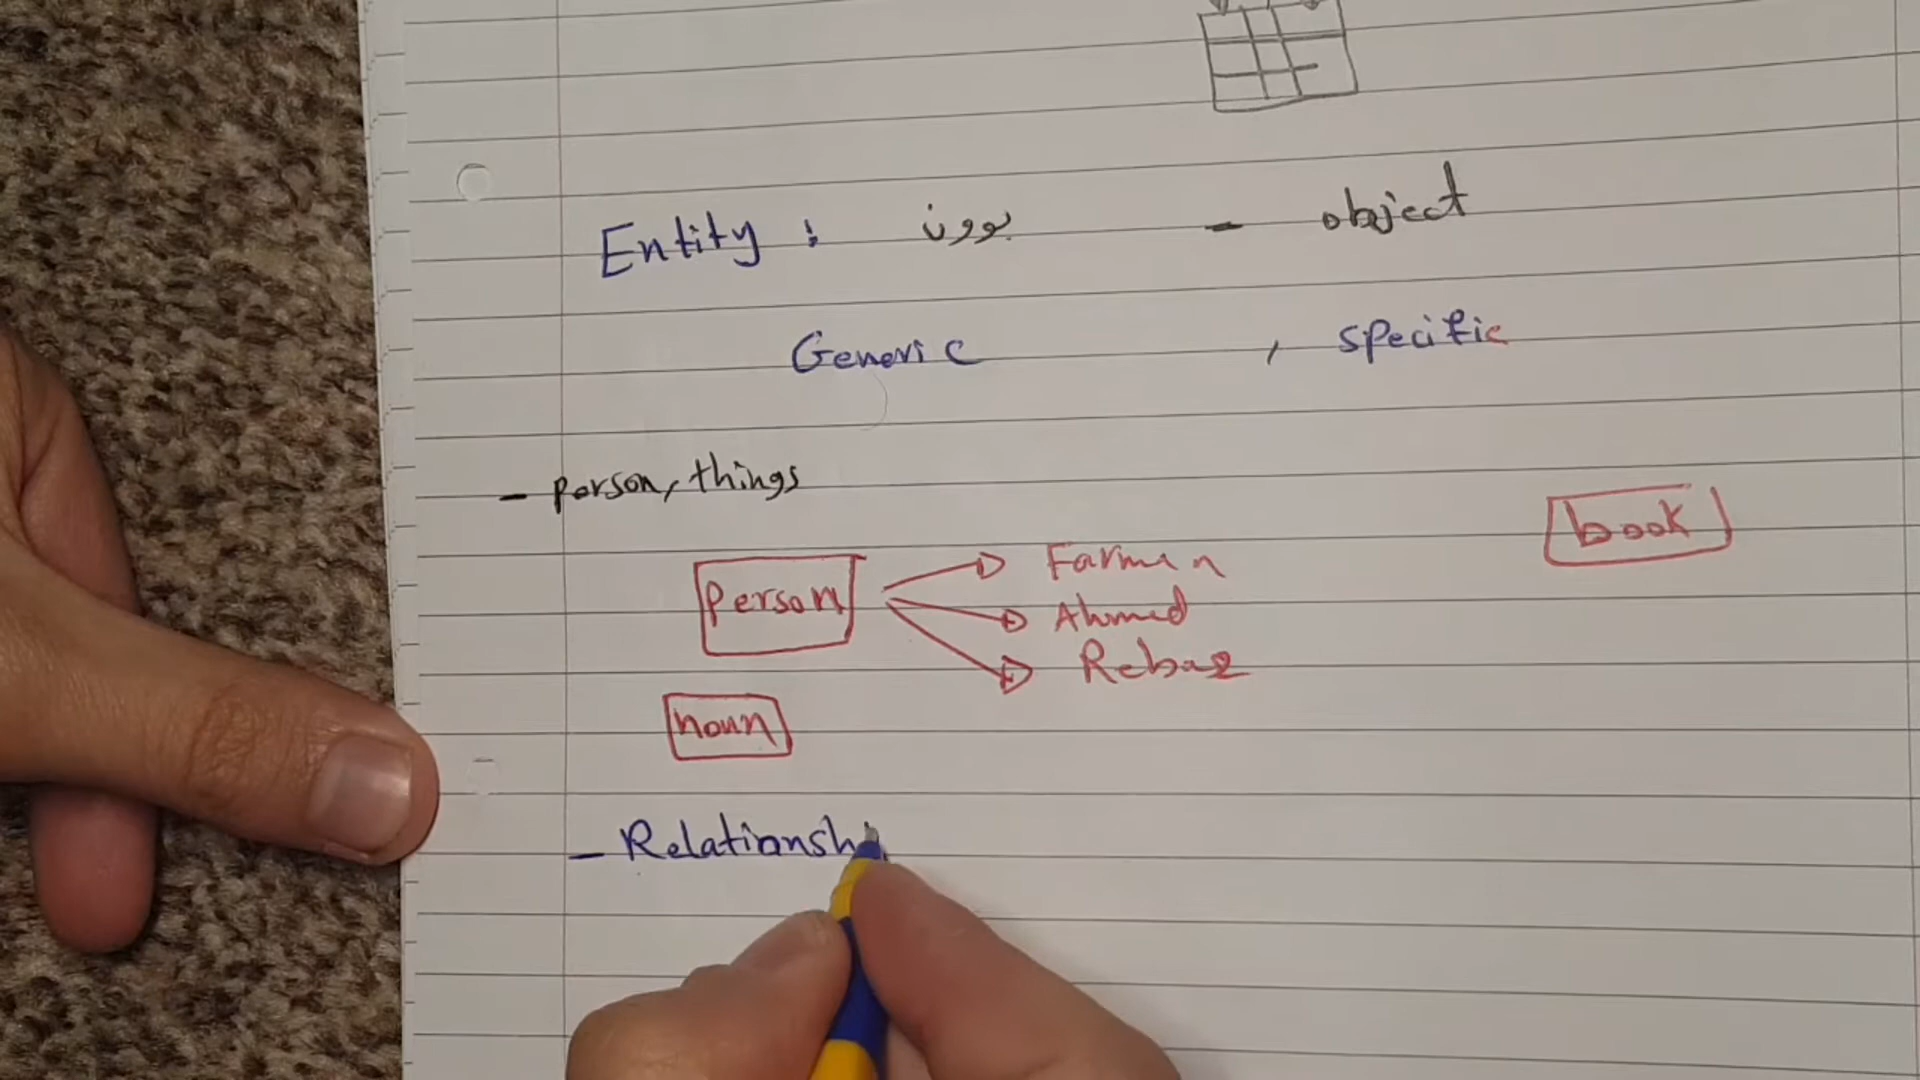 Entity : بوون - object
Generic , specific
- person, things
book
person Farman
Ahmed
Rebaz
noun
- Relationsh